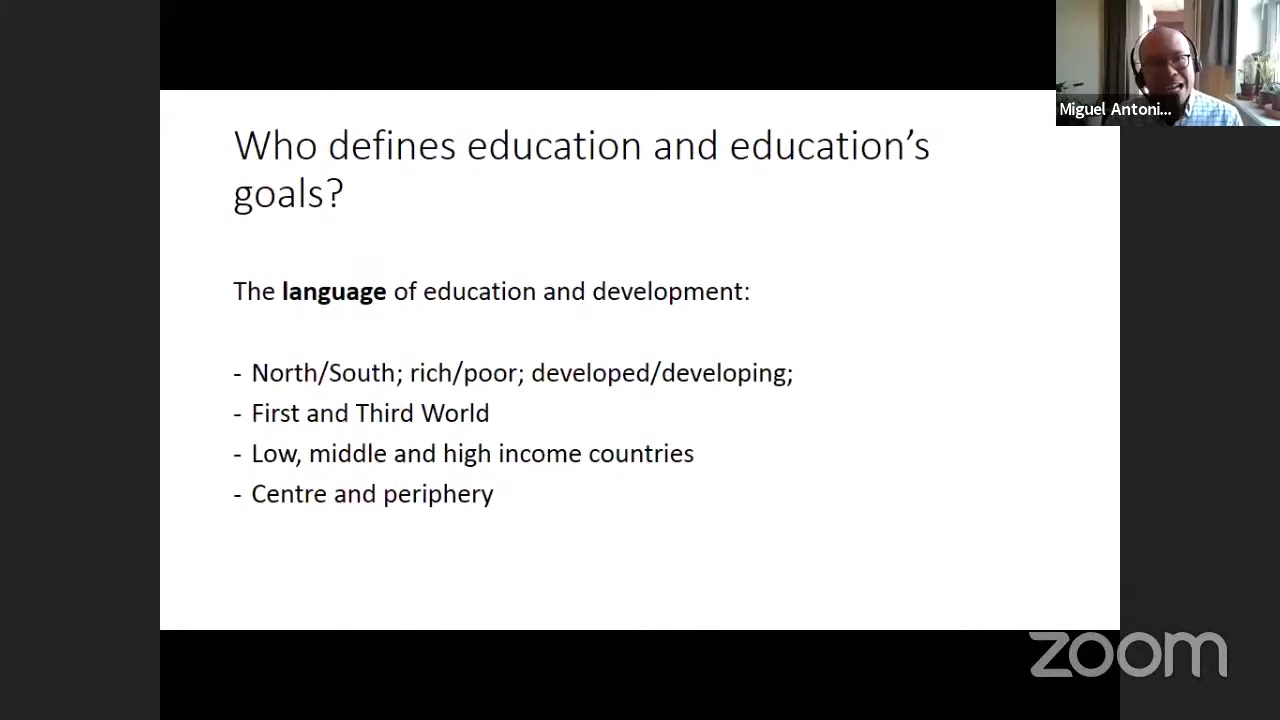 Miguel Antoni...
Who defines education and education's
goals?
The language of education and development:
- North/South; rich/poor; developed/developing;
- First and Third World
- Low, middle and high income countries
- Centre and periphery
zoom